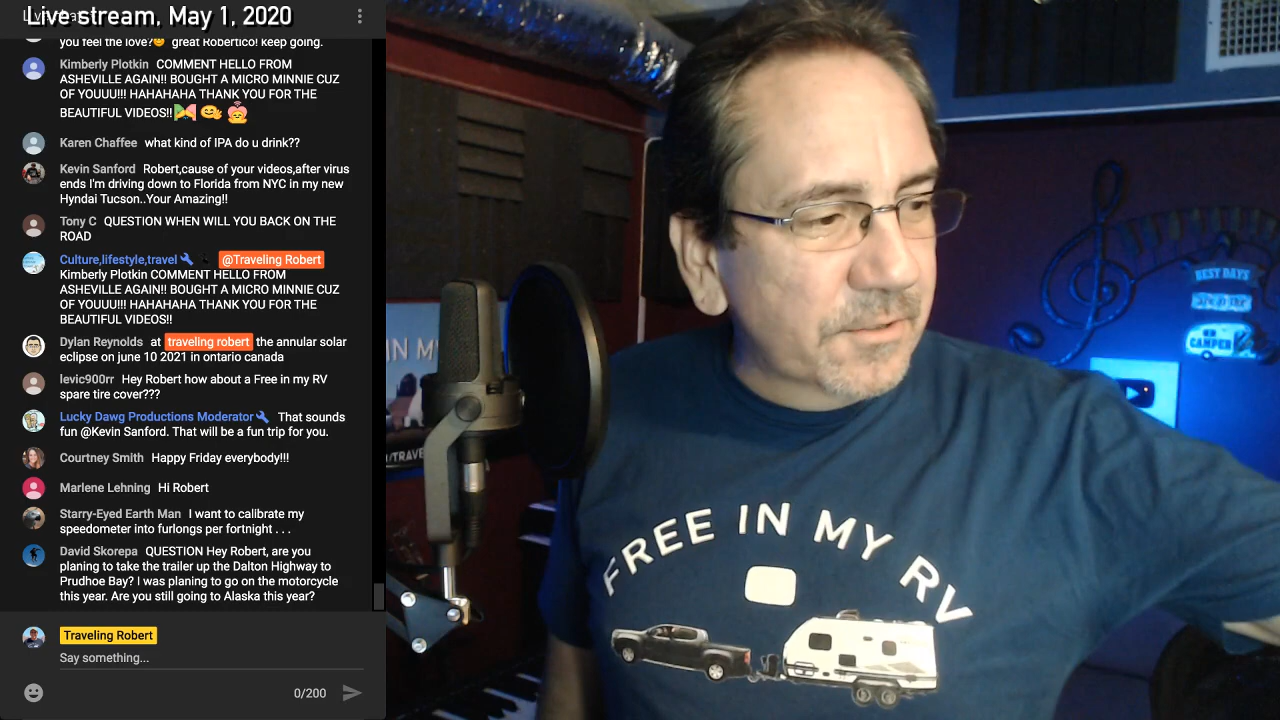 Live stream, May 1, 2020
you feel the love?😊 great Robertico! keep going.
Kimberly Plotkin COMMENT HELLO FROM
ASHEVILLE AGAIN!! BOUGHT A MICRO MINNIE CUZ
OF YOUUU!!! HAHAHAHA THANK YOU FOR THE
BEAUTIFUL VIDEOS!!
Karen Chaffee what kind of IPA do u drink??
Kevin Sanford Robert,cause of your videos,after virus
ends I'm driving down to Florida from NYC in my new
Hyndai Tucson..Your Amazing!!
Tony C QUESTION WHEN WILL YOU BACK ON THE
ROAD
Culture,lifestyle,travel @Traveling Robert
Kimberly Plotkin COMMENT HELLO FROM
ASHEVILLE AGAIN!! BOUGHT A MICRO MINNIE CUZ
OF YOUUU!!! HAHAHAHA THANK YOU FOR THE
BEAUTIFUL VIDEOS!!
Dylan Reynolds at traveling robert the annular solar
eclipse on june 10 2021 in ontario canada
levic900rr Hey Robert how about a Free in my RV
spare tire cover???
Lucky Dawg Productions Moderator That sounds
fun @Kevin Sanford. That will be a fun trip for you.
Courtney Smith Happy Friday everybody!!!
Marlene Lehning Hi Robert
Starry-Eyed Earth Man I want to calibrate my
speedometer into furlongs per fortnight . . .
David Skorepa QUESTION Hey Robert, are you
planing to take the trailer up the Dalton Highway to
Prudhoe Bay? I was planing to go on the motorcycle
this year. Are you still going to Alaska this year?
Traveling Robert
Say something...
0/200
IN M
/TRAVE
BEST DAYS
CAMPER
FREE IN MY RV